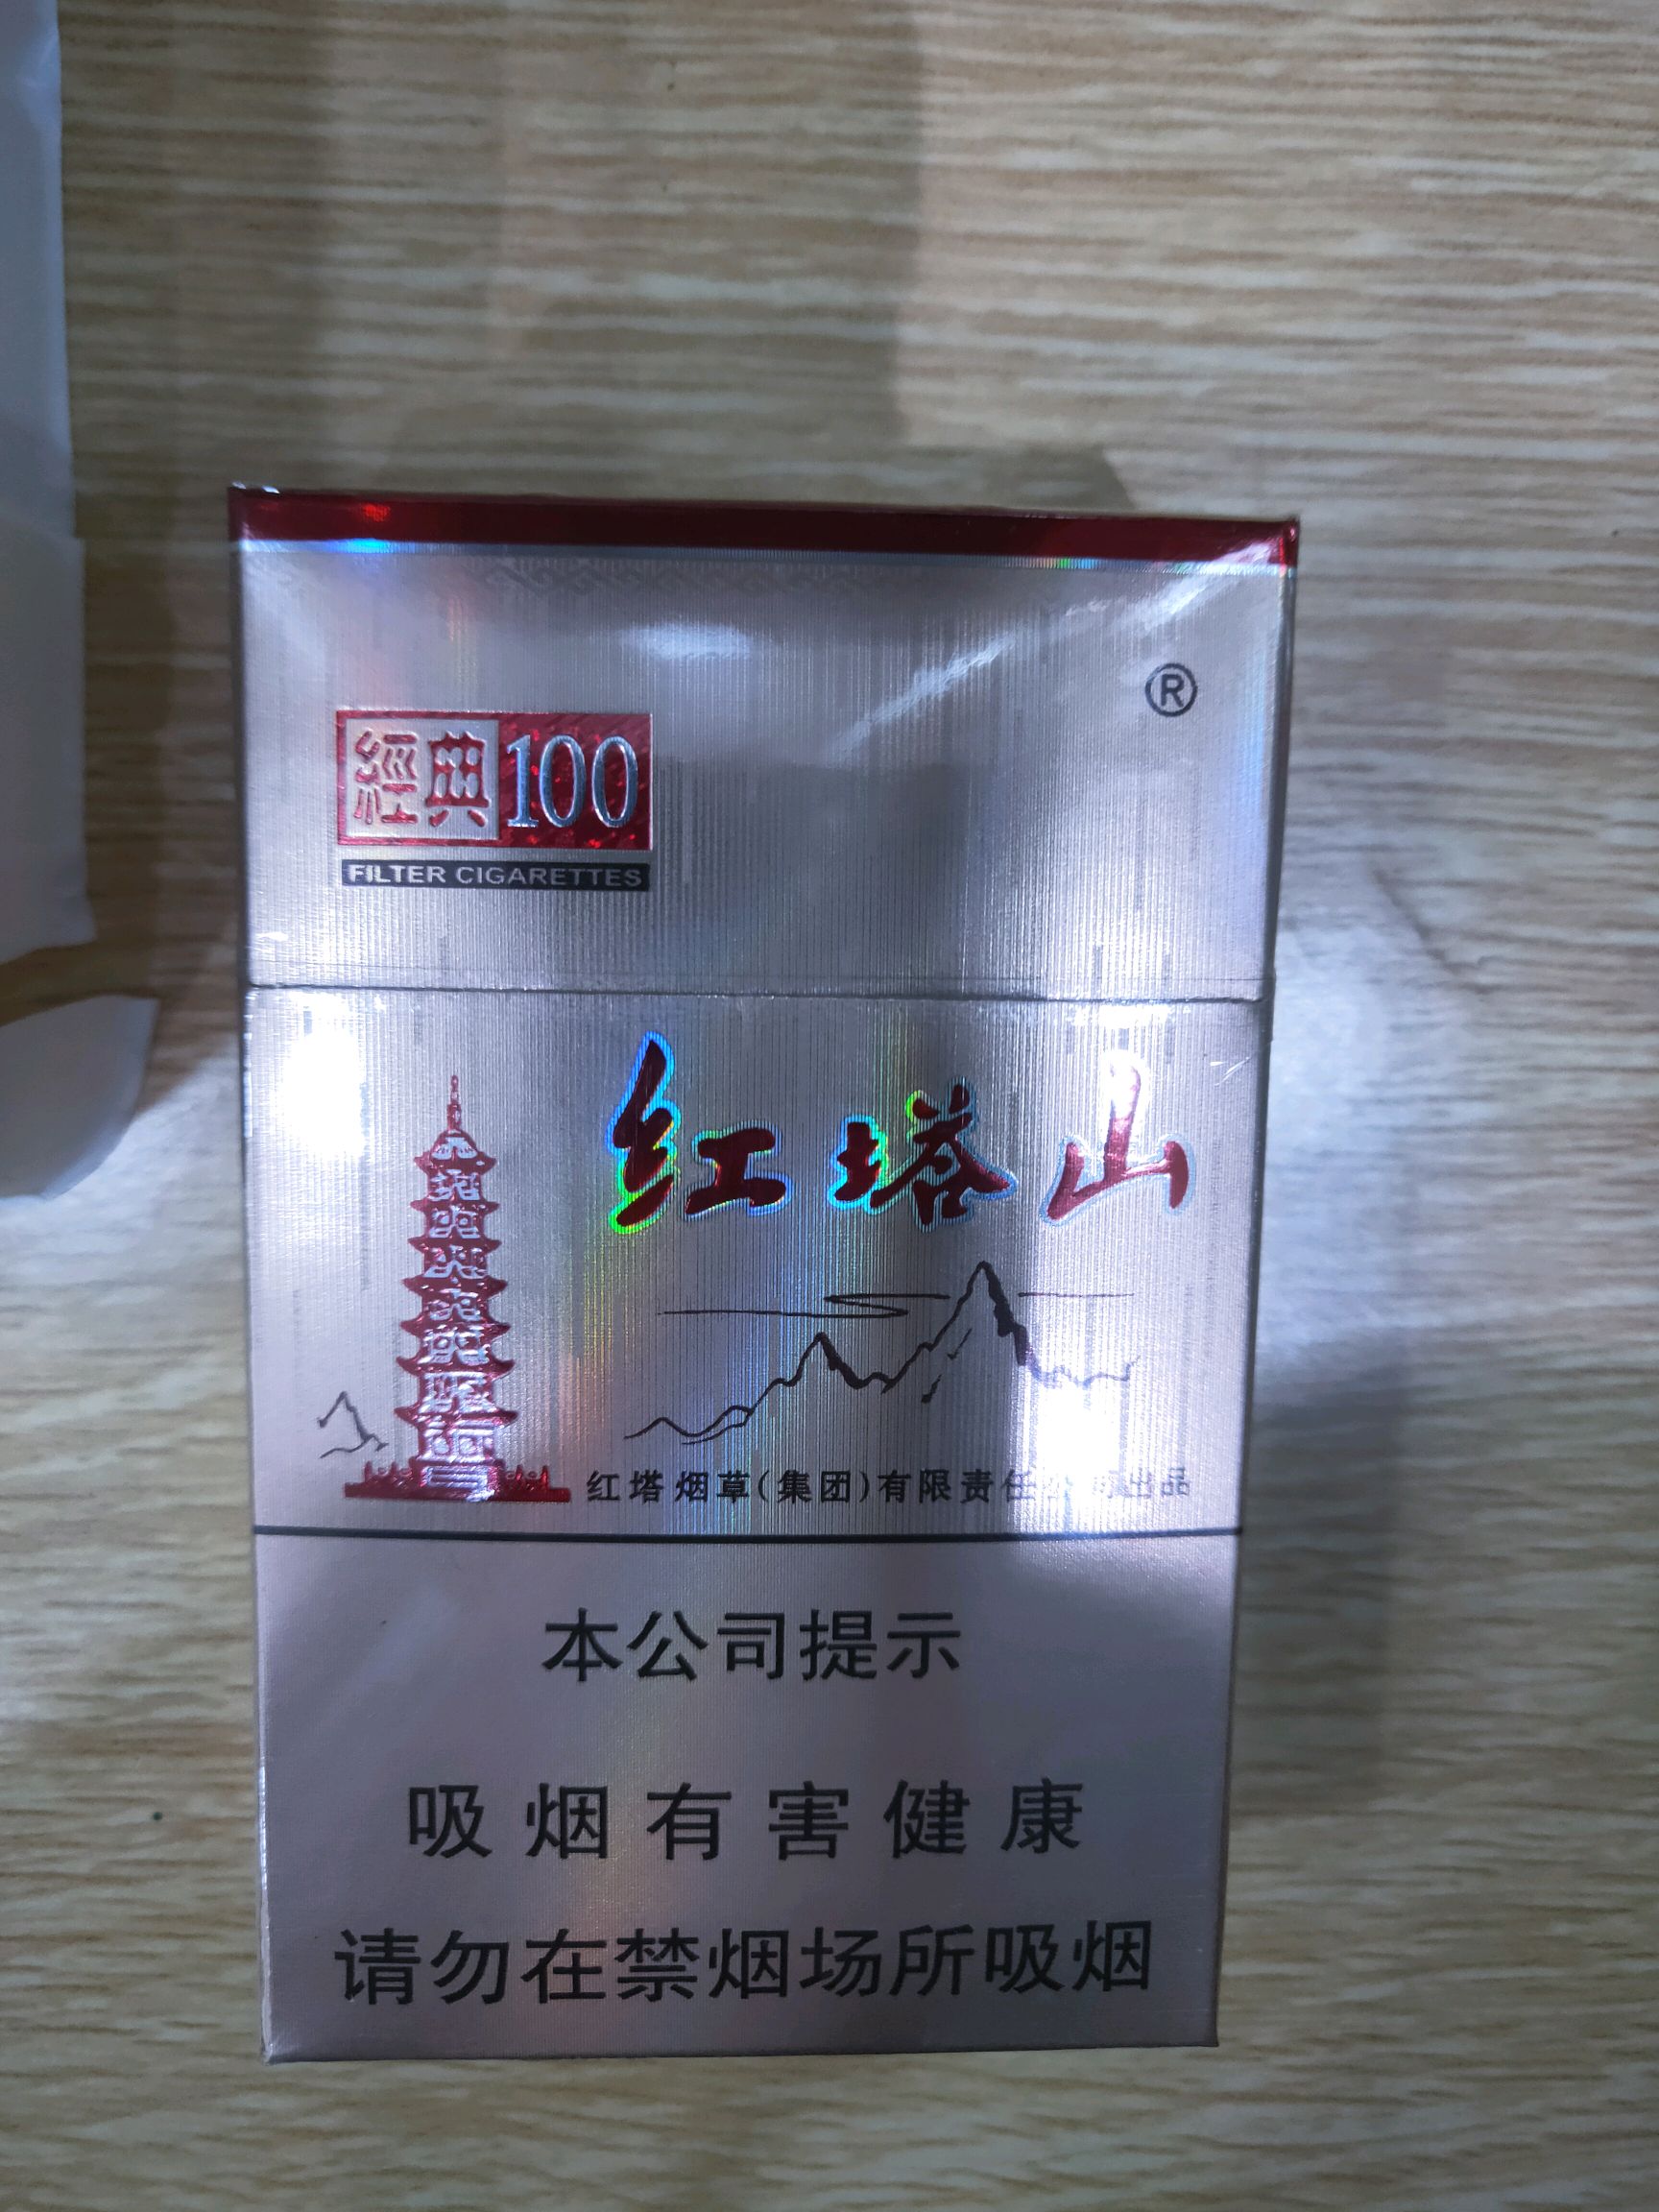 ®
經典100
FILTER CIGARETTES
红塔山
红塔烟草(集团)有限责任公司出品
本公司提示
吸烟有害健康
请勿在禁烟场所吸烟